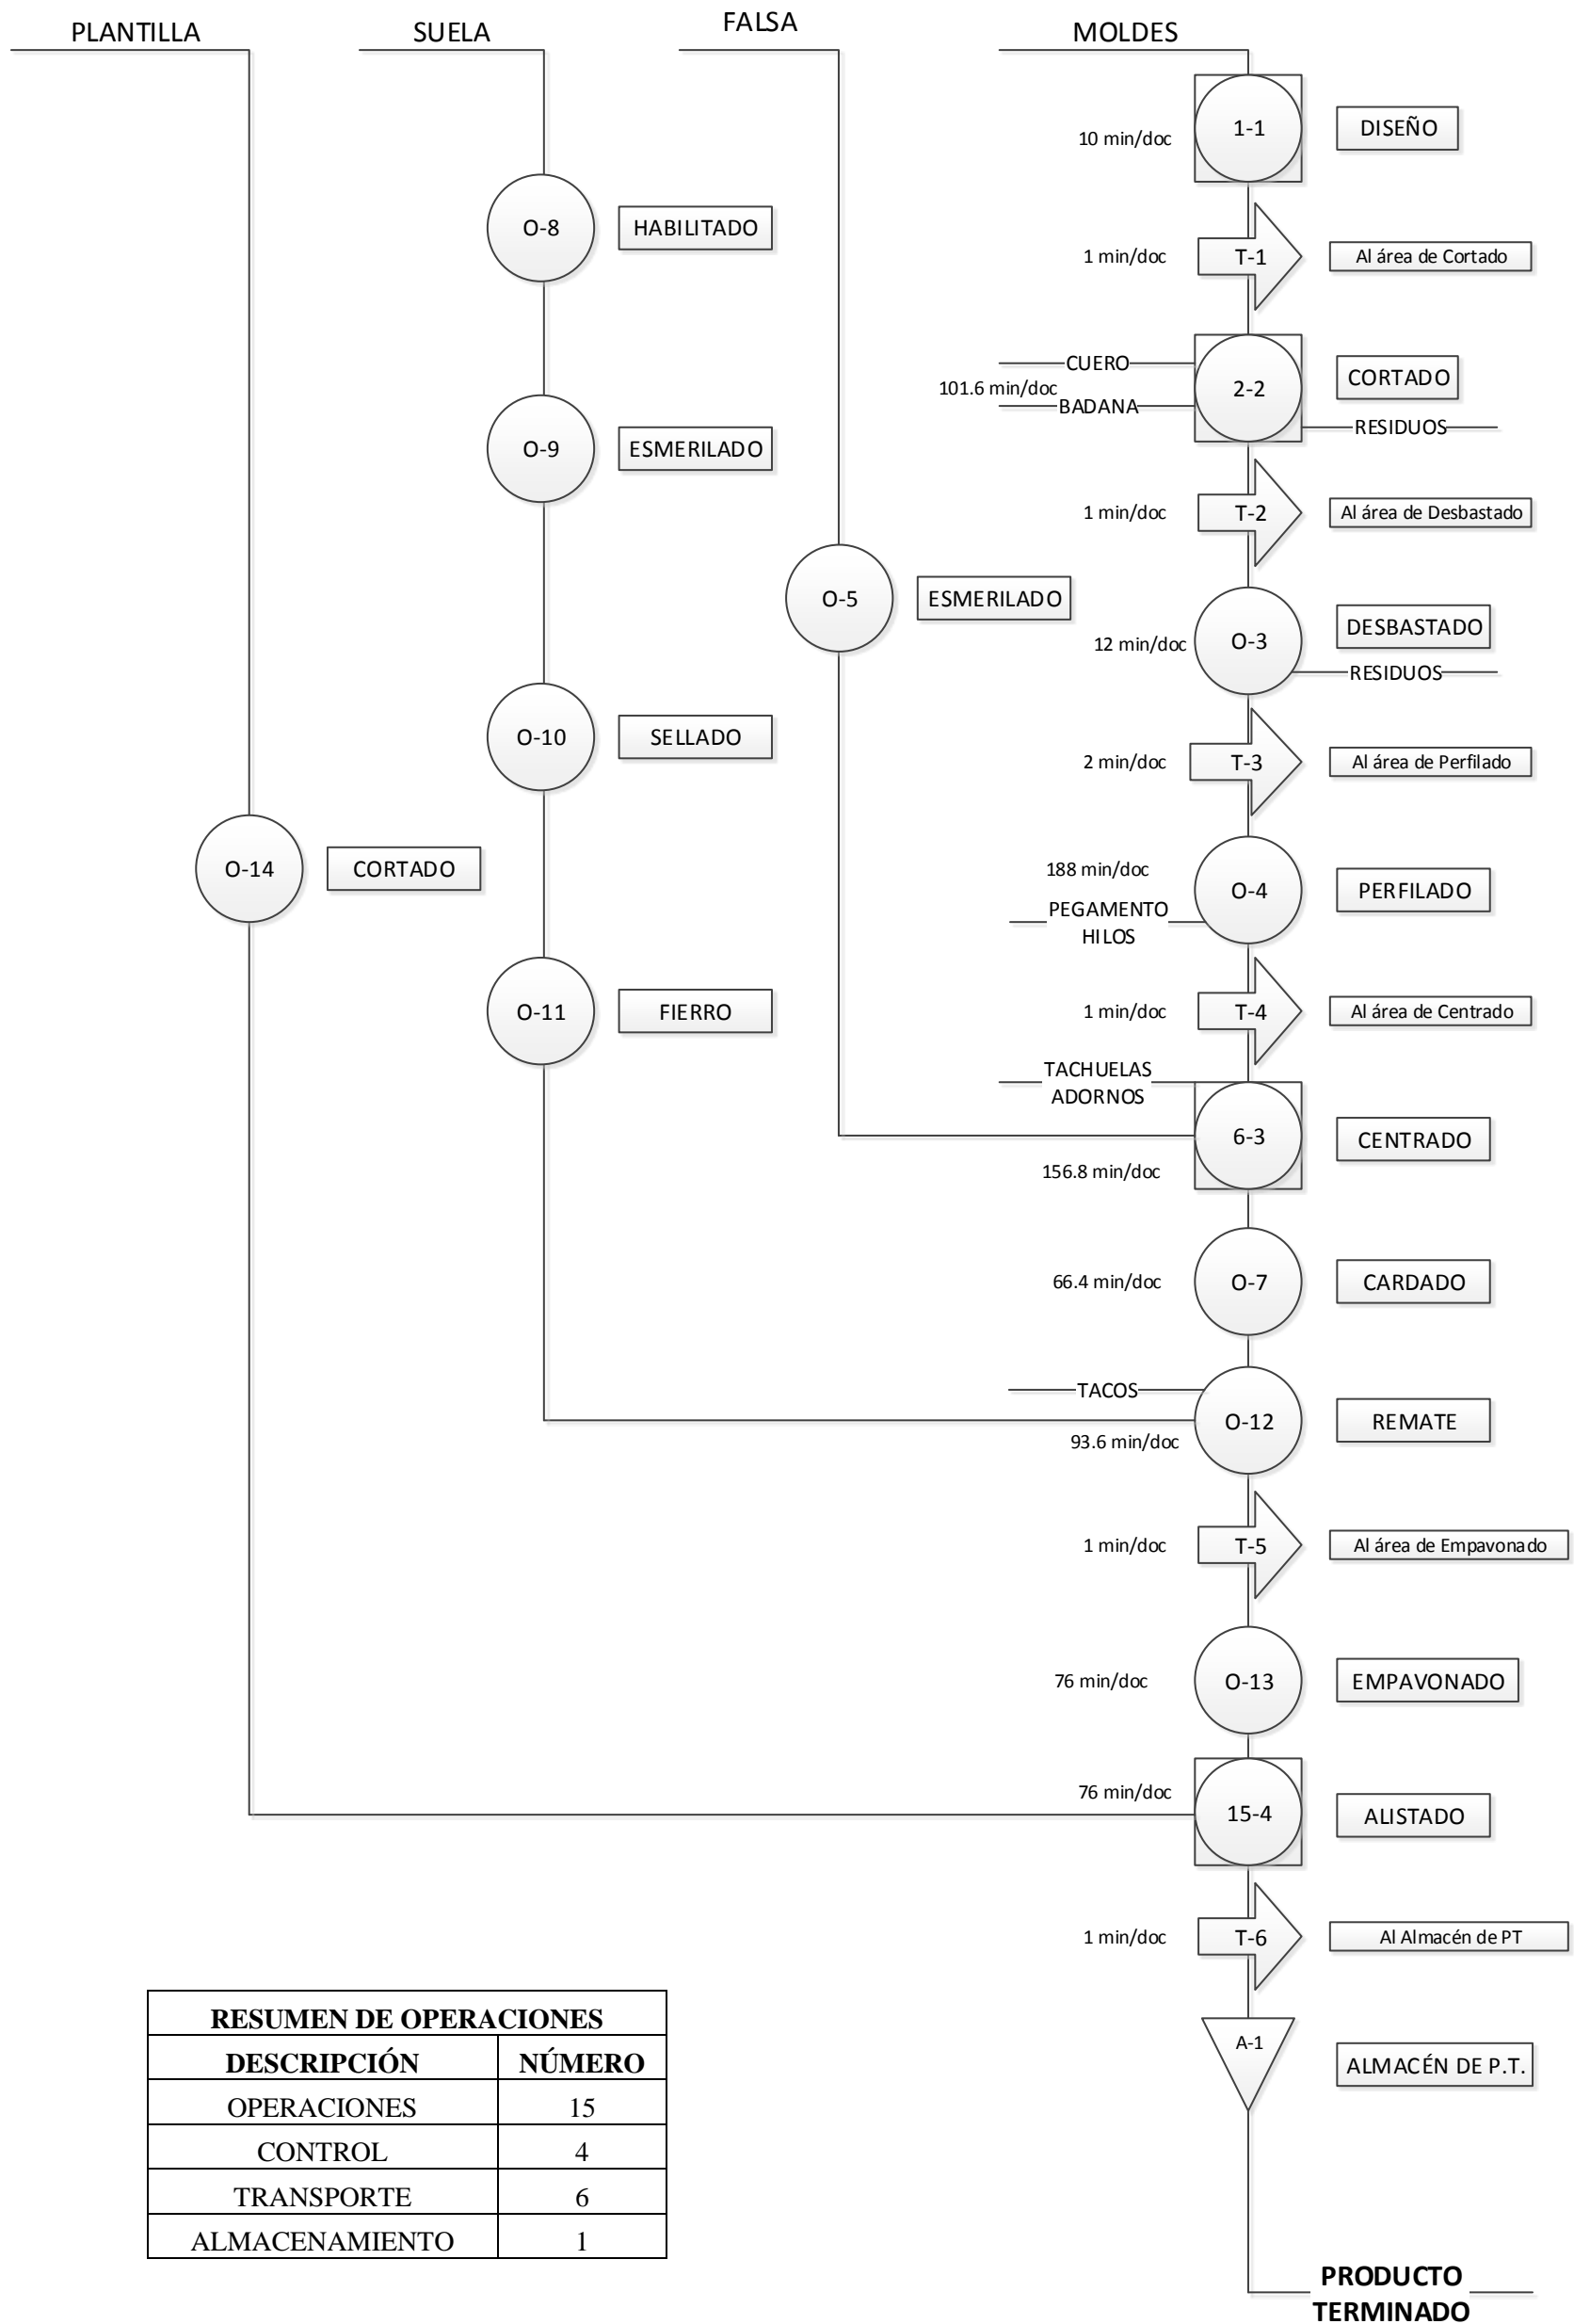 PLANTILLA
SUELA
FALSA
MOLDES
10 min/doc
1-1
DISEÑO
O-8
HABILITADO
1 min/doc
T-1
Al área de Cortado
CUERO
101.6 min/doc
BADANA
2-2
CORTADO
RESIDUOS
O-9
ESMERILADO
1 min/doc
T-2
Al área de Desbastado
O-5
ESMERILADO
12 min/doc
O-3
DESBASTADO
RESIDUOS
O-10
SELLADO
2 min/doc
T-3
Al área de Perfilado
O-14
CORTADO
188 min/doc
O-4
PERFILADO
PEGAMENTO
HILOS
O-11
FIERRO
1 min/doc
T-4
Al área de Centrado
TACHUELAS
ADORNOS
6-3
CENTRADO
156.8 min/doc
66.4 min/doc
O-7
CARDADO
TACOS
O-12
REMATE
93.6 min/doc
1 min/doc
T-5
Al área de Empavonado
76 min/doc
O-13
EMPAVONADO
76 min/doc
15-4
ALISTADO
1 min/doc
T-6
Al Almacén de PT
A-1
ALMACÉN DE P.T.
RESUMEN DE OPERACIONES
DESCRIPCIÓN NÚMERO
OPERACIONES 15
CONTROL 4
TRANSPORTE 6
ALMACENAMIENTO 1
PRODUCTO
TERMINADO